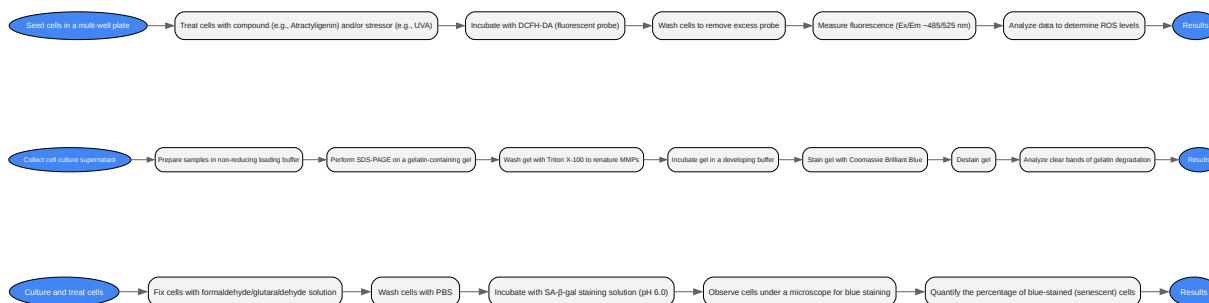 Seed cells in a multi-well plate
Treat cells with compound (e.g., Atractyligenin) and/or stressor (e.g., UVA)
Incubate with DCFH-DA (fluorescent probe)
Wash cells to remove excess probe
Measure fluorescence (Ex/Em ~485/525 nm)
Analyze data to determine ROS levels
Results
Collect cell culture supernatant
Prepare samples in non-reducing loading buffer
Perform SDS-PAGE on a gelatin-containing gel
Wash gel with Triton X-100 to renature MMPs
Incubate gel in a developing buffer
Stain gel with Coomassie Brilliant Blue
Destain gel
Analyze clear bands of gelatin degradation
Results
Culture and treat cells
Fix cells with formaldehyde/glutaraldehyde solution
Wash cells with PBS
Incubate with SA-β-gal staining solution (pH 6.0)
Observe cells under a microscope for blue staining
Quantify the percentage of blue-stained (senescent) cells
Results